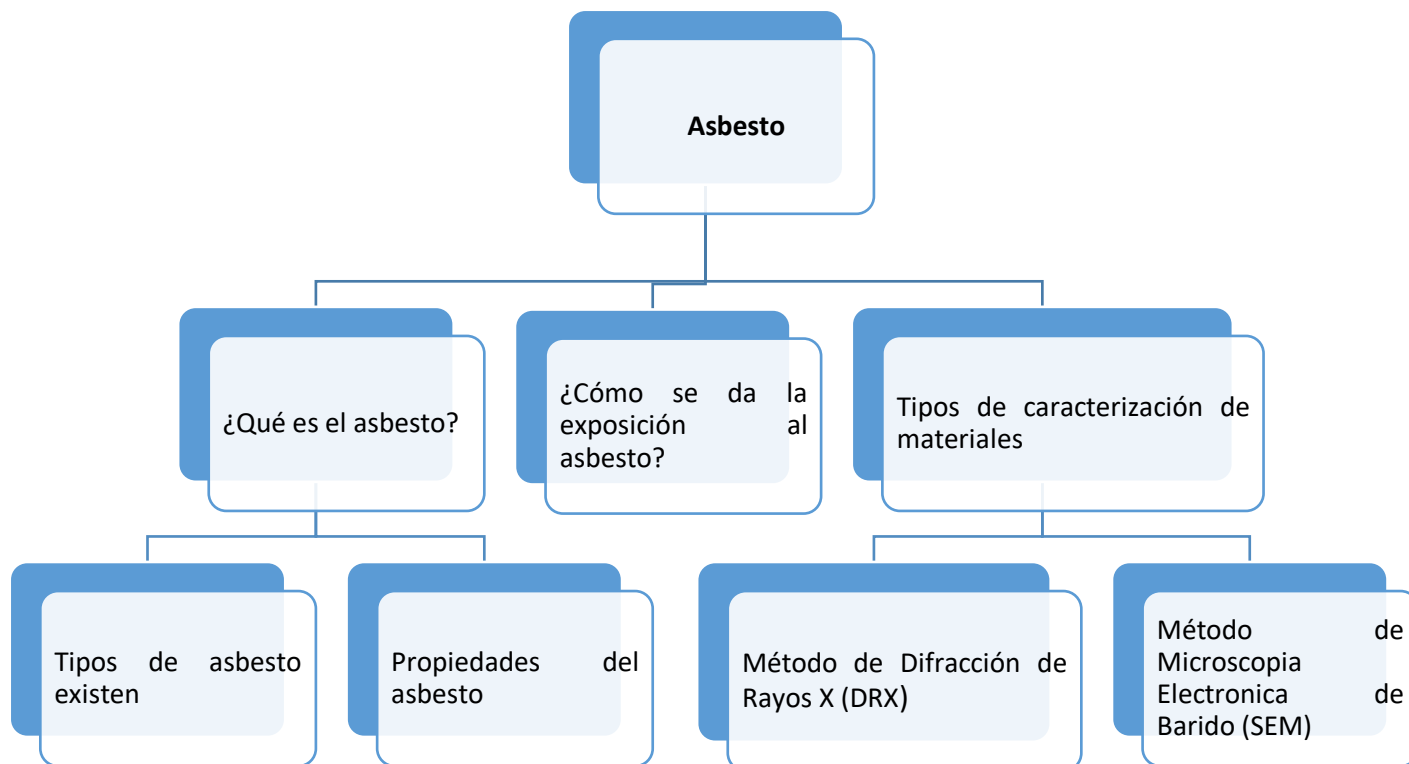 Asbesto
¿Qué es el asbesto?
¿Cómo se da la
exposición al
asbesto?
Tipos de caracterización de
materiales
Tipos de asbesto
existen
Propiedades del
asbesto
Método de Difracción de
Rayos X (DRX)
Método de
Microscopia
Electronica de
Barido (SEM)